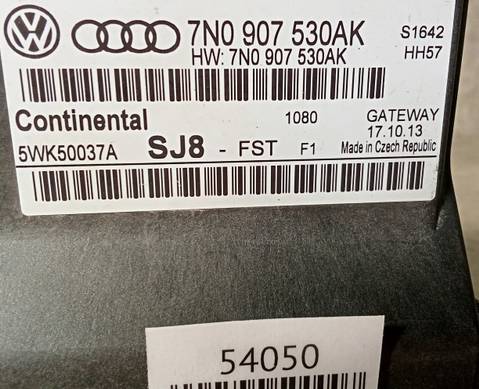 7N0 907 530AK S1642
HW: 7N0 907 530AK HH57
Continental 1080 GATEWAY
17.10.13
5WK50037A SJ8 - FST F1 Made in Czech Republic
54050